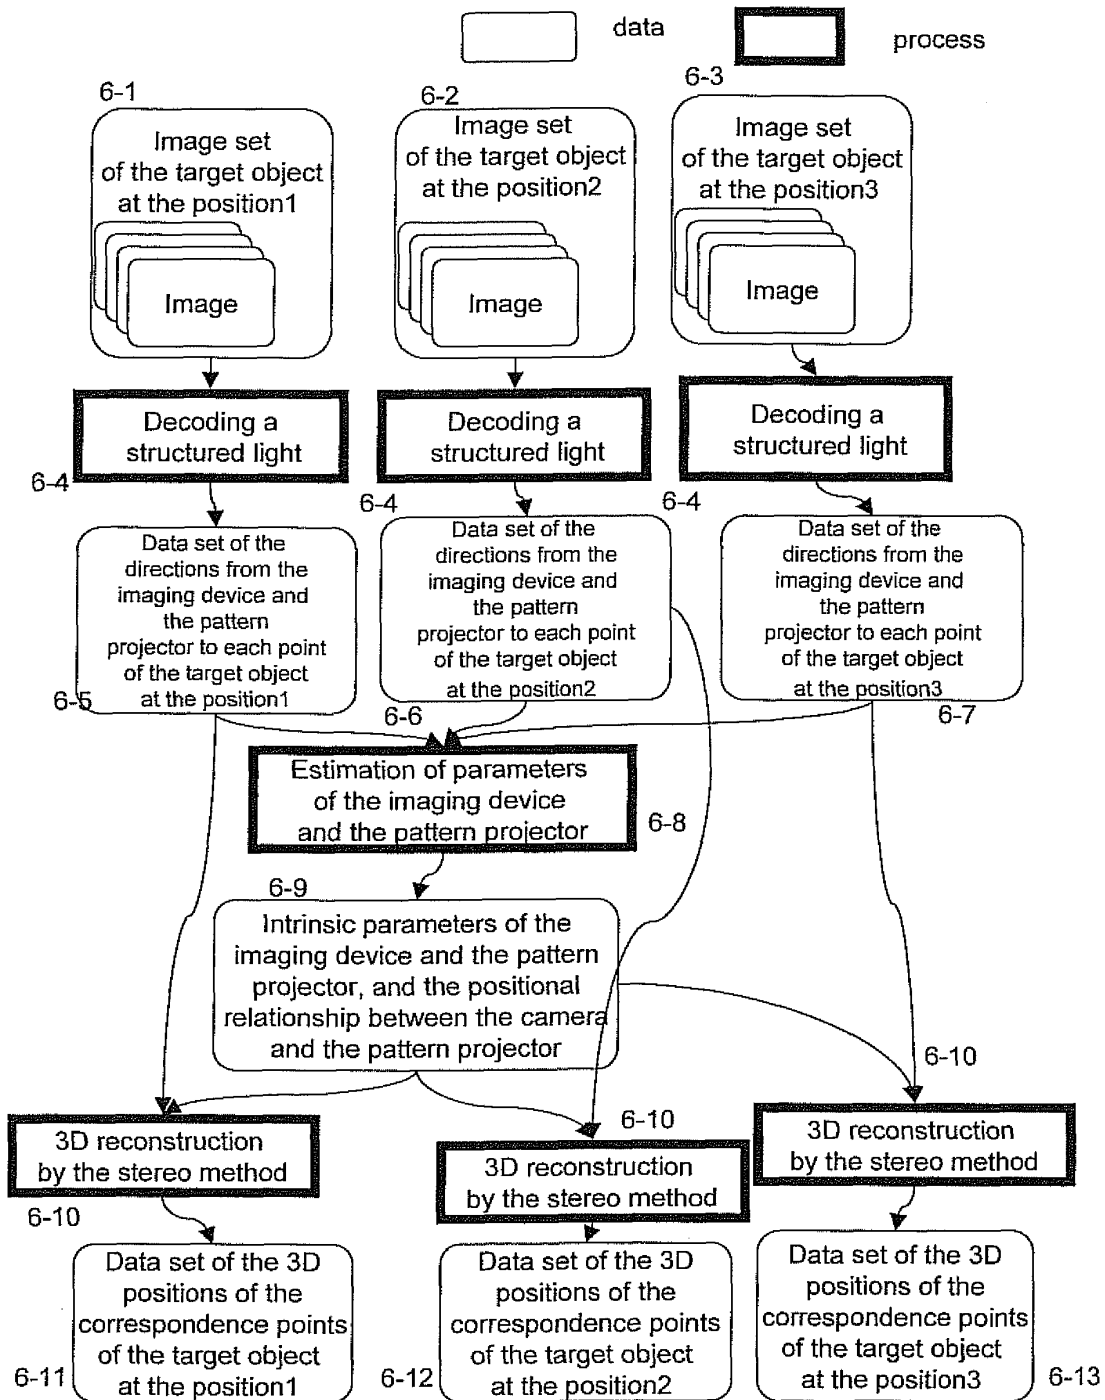 data
process
6-1
6-2
6-3
Image set
of the target object
at the position1
Image
Image set
of the target object
at the position2
Image
Image set
of the target object
at the position3
Image
Decoding a
structured light
6-4
Decoding a
structured light
6-4
Decoding a
structured light
6-4
Data set of the
directions from the
imaging device and
the pattern
projector to each point
of the target object
at the position1
6-5
Data set of the
directions from the
imaging device and
the pattern
projector to each point
of the target object
at the position2
6-6
Data set of the
directions from the
imaging device and
the pattern
projector to each point
of the target object
at the position3
6-7
Estimation of parameters
of the imaging device
and the pattern projector
6-8
6-9
Intrinsic parameters of the
imaging device and the pattern
projector, and the positional
relationship between the camera
and the pattern projector
3D reconstruction
by the stereo method
6-10
6-10
3D reconstruction
by the stereo method
6-10
3D reconstruction
by the stereo method
Data set of the 3D
positions of the
correspondence points
of the target object
at the position1
6-11
Data set of the 3D
positions of the
correspondence points
of the target object
at the position2
6-12
Data set of the 3D
positions of the
correspondence points
of the target object
at the position3
6-13